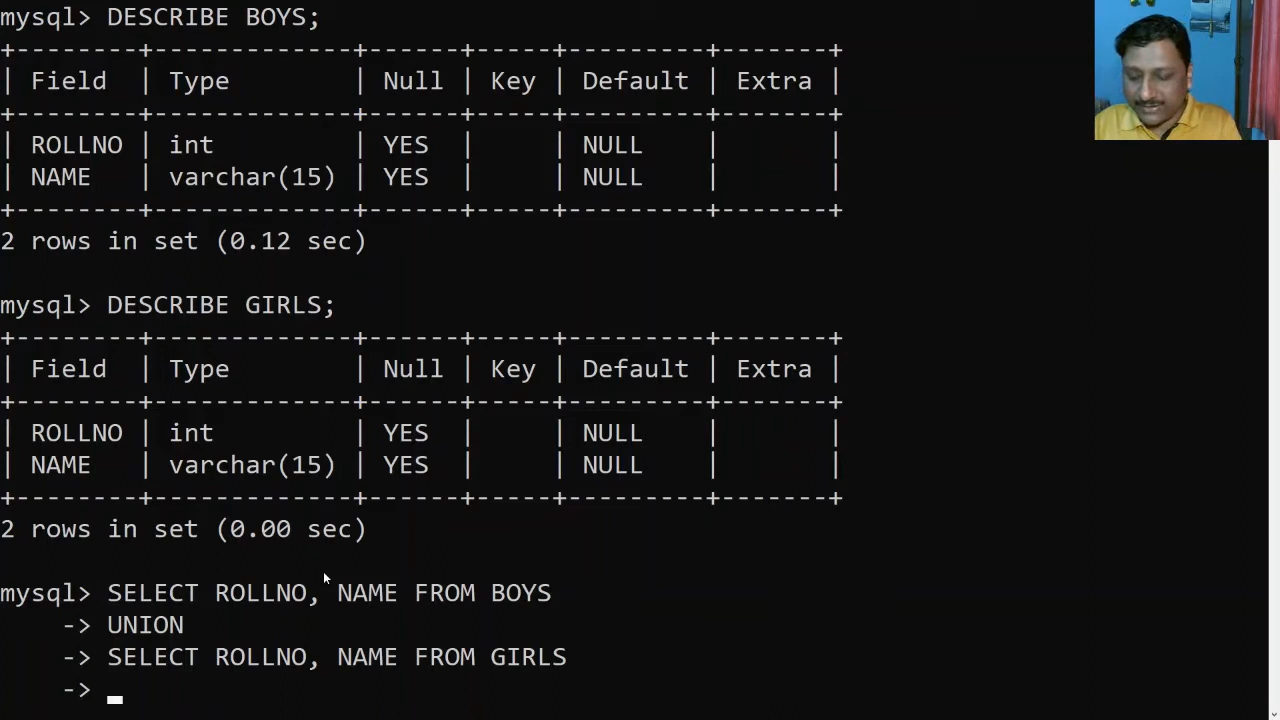 mysql> DESCRIBE BOYS;
+--------+-------------+------+-----+---------+-------+
| Field  | Type        | Null | Key | Default | Extra |
+--------+-------------+------+-----+---------+-------+
| ROLLNO | int         | YES  |     | NULL    |       |
| NAME   | varchar(15) | YES  |     | NULL    |       |
+--------+-------------+------+-----+---------+-------+
2 rows in set (0.12 sec)
mysql> DESCRIBE GIRLS;
+--------+-------------+------+-----+---------+-------+
| Field  | Type        | Null | Key | Default | Extra |
+--------+-------------+------+-----+---------+-------+
| ROLLNO | int         | YES  |     | NULL    |       |
| NAME   | varchar(15) | YES  |     | NULL    |       |
+--------+-------------+------+-----+---------+-------+
2 rows in set (0.00 sec)
mysql> SELECT ROLLNO, NAME FROM BOYS
    -> UNION
    -> SELECT ROLLNO, NAME FROM GIRLS
    ->